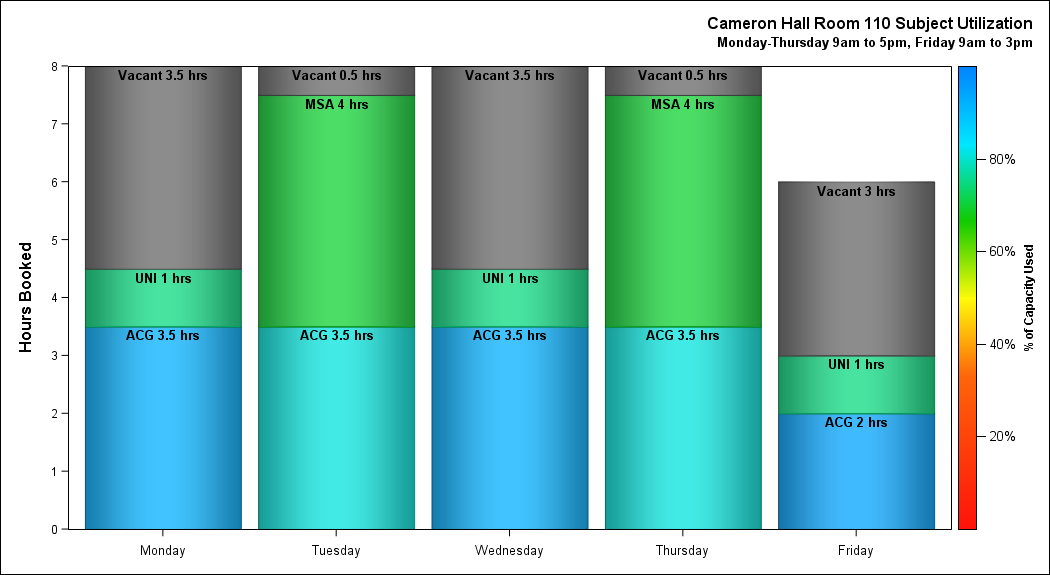 Cameron Hall Room 110 Subject Utilization
Monday-Thursday 9am to 5pm, Friday 9am to 3pm
Hours Booked
8
7
6
5
4
3
2
1
0
Vacant 3.5 hrs
UNI 1 hrs
ACG 3.5 hrs
Vacant 0.5 hrs
MSA 4 hrs
ACG 3.5 hrs
Vacant 3.5 hrs
UNI 1 hrs
ACG 3.5 hrs
Vacant 0.5 hrs
MSA 4 hrs
ACG 3.5 hrs
Vacant 3 hrs
UNI 1 hrs
ACG 2 hrs
Monday
Tuesday
Wednesday
Thursday
Friday
80%
60%
40%
20%
% of Capacity Used